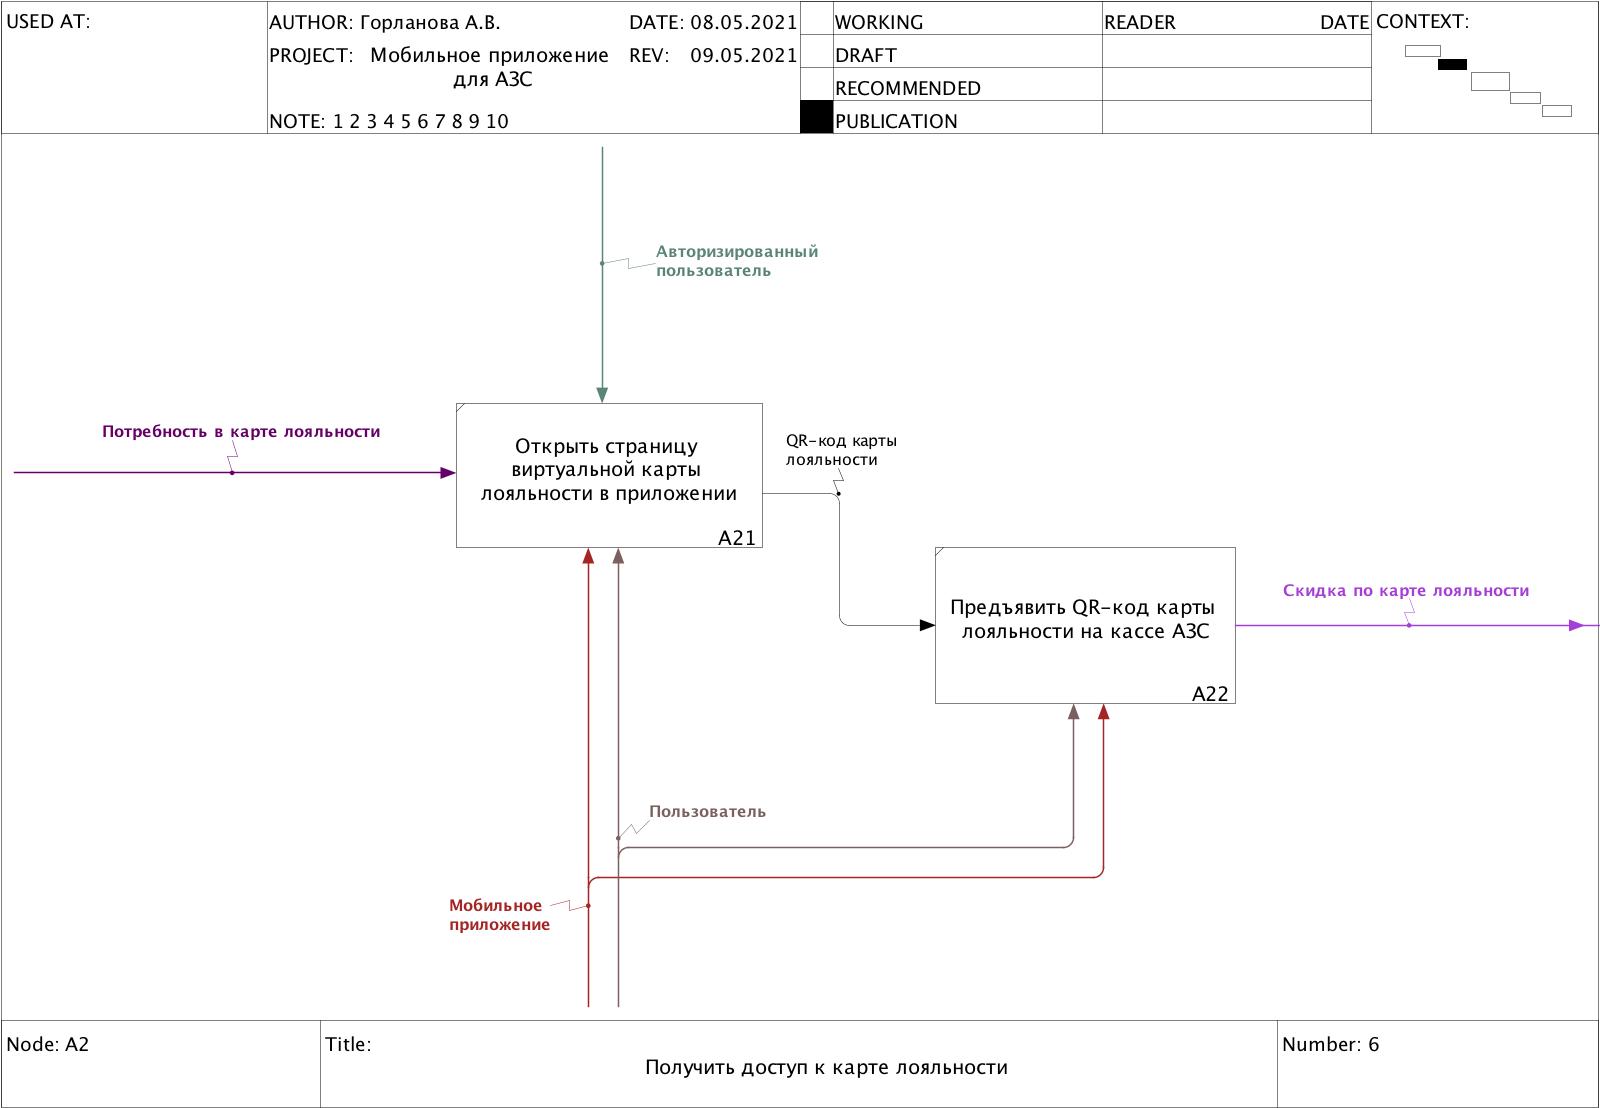 USED AT:
AUTHOR: Горланова А.В.
DATE: 08.05.2021
PROJECT: Мобильное приложение
для АЗС
REV: 09.05.2021
NOTE: 1 2 3 4 5 6 7 8 9 10
WORKING
READER
DATE
DRAFT
RECOMMENDED
PUBLICATION
CONTEXT:
Авторизированный
пользователь
Потребность в карте лояльности
Открыть страницу
виртуальной карты
лояльности в приложении
A21
QR-код карты
лояльности
Предъявить QR-код карты
лояльности на кассе АЗС
A22
Скидка по карте лояльности
Пользователь
Мобильное
приложение
Node: A2
Title:
Получить доступ к карте лояльности
Number: 6